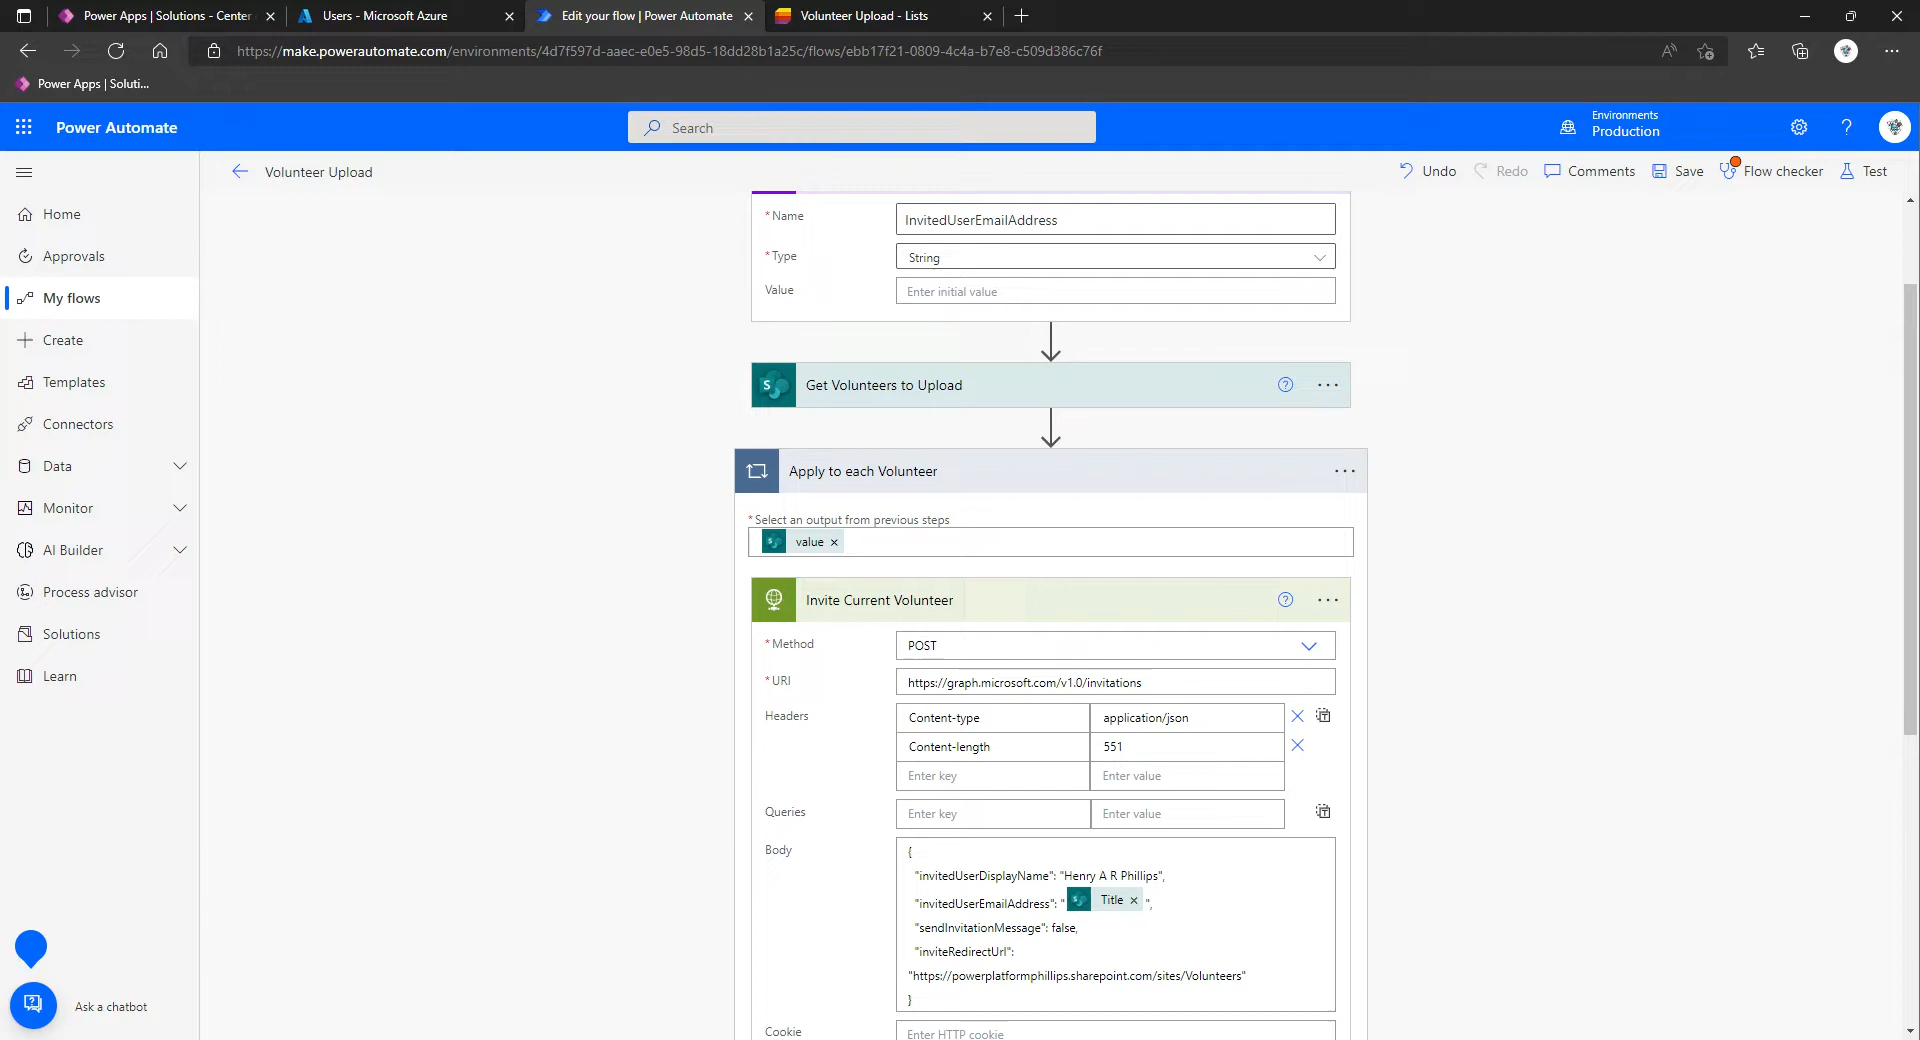 Power Apps | Solutions - Center
Users - Microsoft Azure
Edit your flow | Power Automate
Volunteer Upload - Lists
https://make.powerautomate.com/environments/4d7f597d-aaec-e0e5-98d5-18dd28b1a25c/flows/ebb17f21-0809-4c4a-b7e8-c509d386c76f
Power Apps | Soluti...
Power Automate
Search
Environments
Production
Volunteer Upload
Undo
Redo
Comments
Save
Flow checker
Test
Home
Approvals
My flows
Create
Templates
Connectors
Data
Monitor
AI Builder
Process advisor
Solutions
Learn
Ask a chatbot
* Name
InvitedUserEmailAddress
* Type
String
Value
Enter initial value
Get Volunteers to Upload
Apply to each Volunteer
* Select an output from previous steps
value
Invite Current Volunteer
* Method
POST
* URI
https://graph.microsoft.com/v1.0/invitations
Headers
Content-type
application/json
Content-length
551
Enter key
Enter value
Queries
Enter key
Enter value
Body
{
"invitedUserDisplayName": "Henry A R Phillips",
"invitedUserEmailAddress": " Title ",
"sendInvitationMessage": false,
"inviteRedirectUrl":
"https://powerplatformphillips.sharepoint.com/sites/Volunteers"
}
Cookie
Enter HTTP cookie